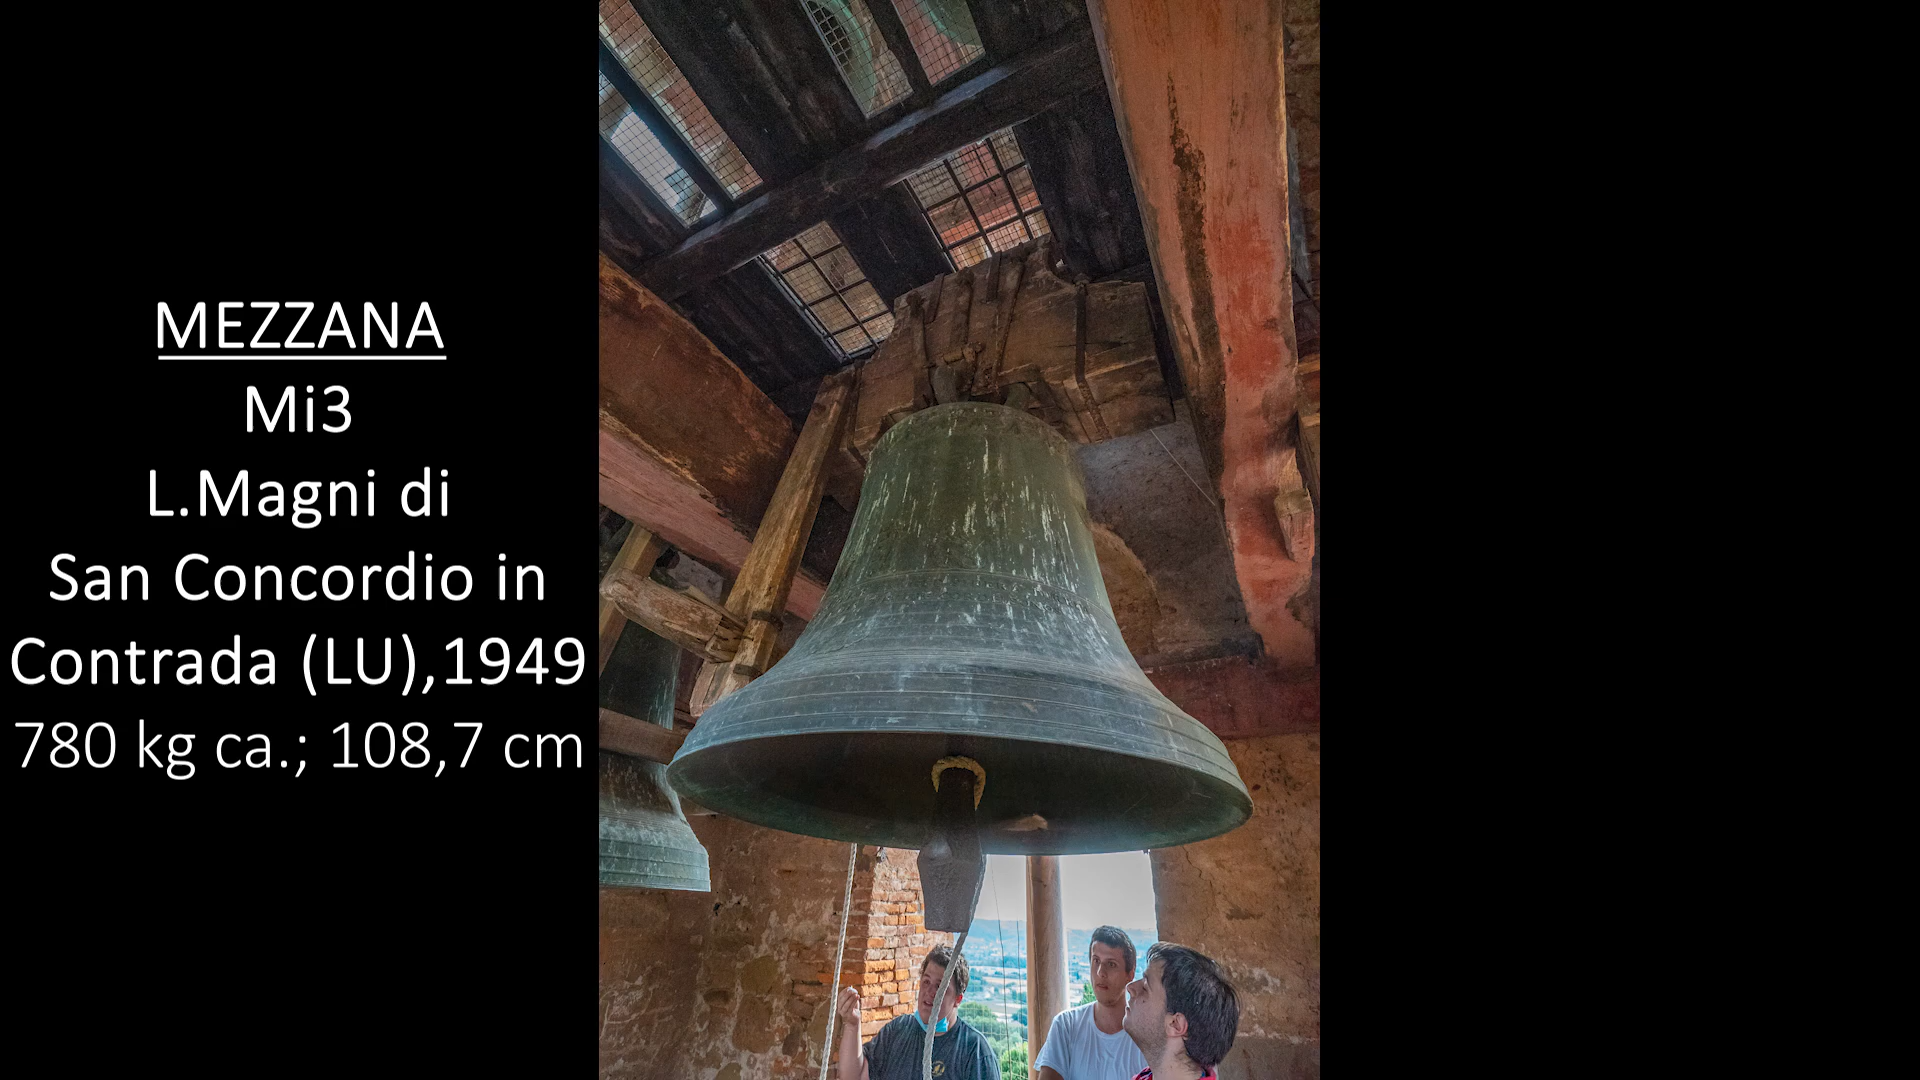 MEZZANA
Mi3
L.Magni di
San Concordio in
Contrada (LU),1949
780 kg ca.; 108,7 cm